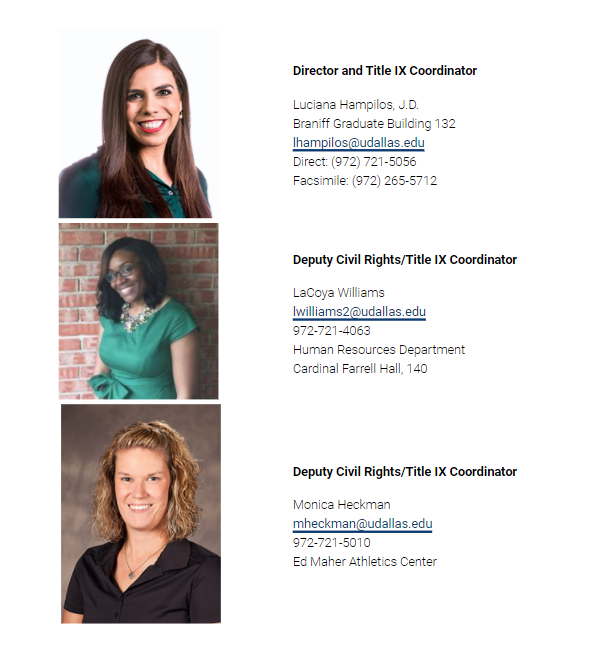 Director and Title IX Coordinator
Luciana Hampilos, J.D.
Braniff Graduate Building 132
lhampilos@udallas.edu
Direct: (972) 721-5056
Facsimile: (972) 265-5712
Deputy Civil Rights/Title IX Coordinator
LaCoya Williams
lwilliams2@udallas.edu
972-721-4063
Human Resources Department
Cardinal Farrell Hall, 140
Deputy Civil Rights/Title IX Coordinator
Monica Heckman
mheckman@udallas.edu
972-721-5010
Ed Maher Athletics Center